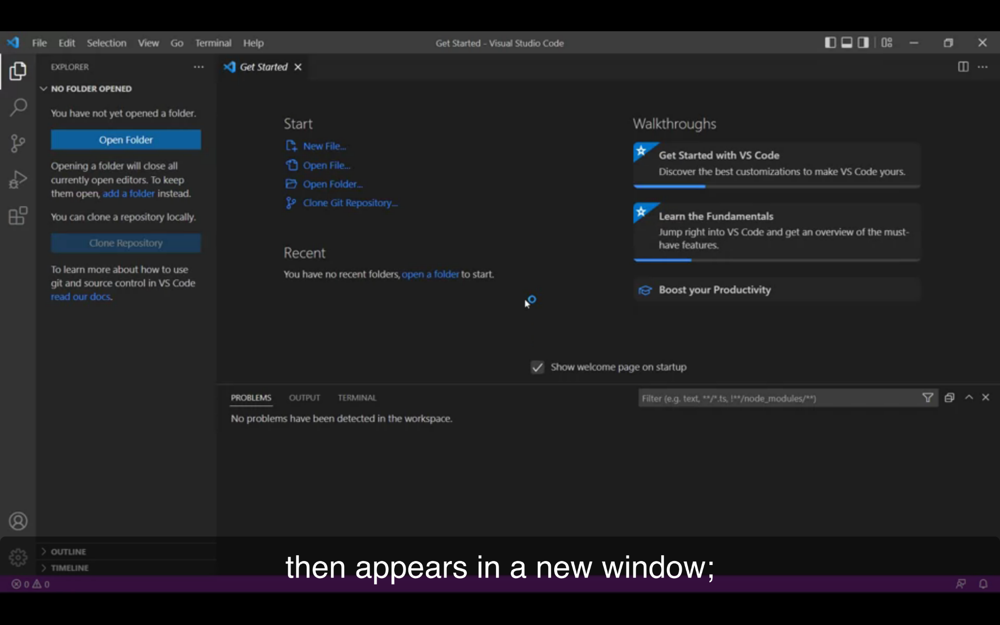 File Edit Selection View Go Terminal Help
Get Started - Visual Studio Code
EXPLORER
Get Started
NO FOLDER OPENED
You have not yet opened a folder.
Open Folder
Opening a folder will close all
currently open editors. To keep
them open, add a folder instead.
You can clone a repository locally.
Clone Repository
To learn more about how to use
git and source control in VS Code
read our docs.
Start
New File...
Open File...
Open Folder...
Clone Git Repository...
Recent
You have no recent folders, open a folder to start.
Walkthroughs
Get Started with VS Code
Discover the best customizations to make VS Code yours.
Learn the Fundamentals
Jump right into VS Code and get an overview of the must-
have features.
Boost your Productivity
Show welcome page on startup
PROBLEMS OUTPUT TERMINAL
Filter (e.g. text, **/*.ts, !**/node_modules/**)
No problems have been detected in the workspace.
OUTLINE
TIMELINE
then appears in a new window;
0 0